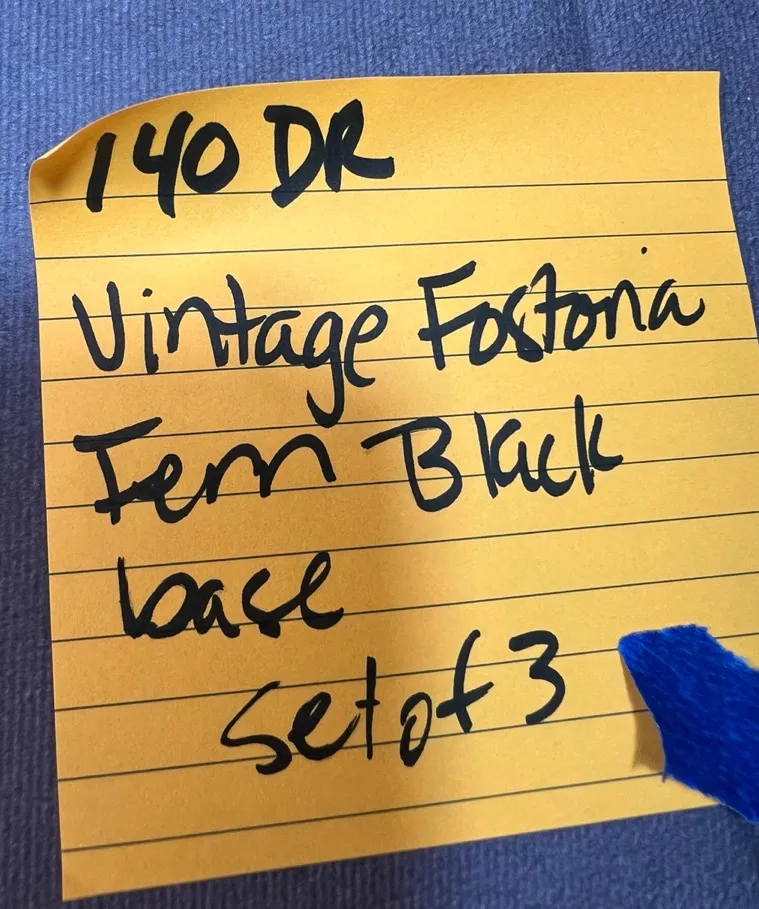 140 DR
Vintage Fostoria
Fern Black
base
set of 3